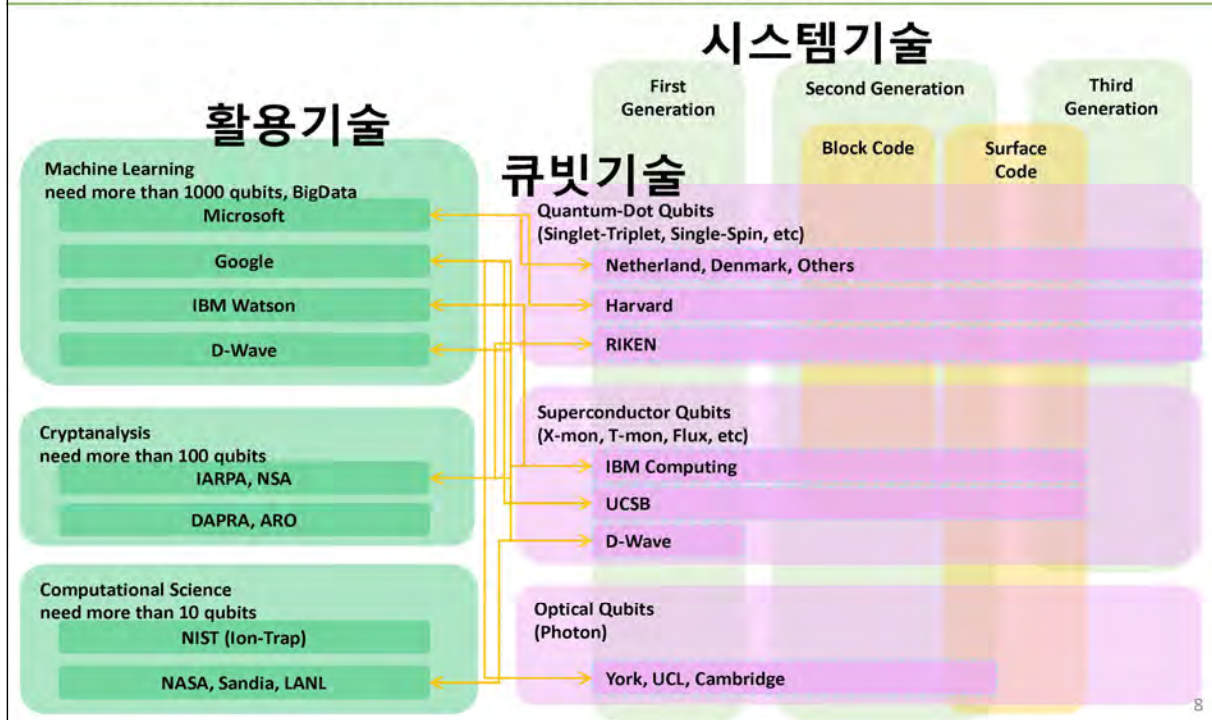 시스템기술
First
Generation
Second Generation
Third
Generation
Block Code
Surface
Code
활용기술
Machine Learning
need more than 1000 qubits, BigData
Microsoft
Google
IBM Watson
D-Wave
Cryptanalysis
need more than 100 qubits
IARPA, NSA
DAPRA, ARO
Computational Science
need more than 10 qubits
NIST (Ion-Trap)
NASA, Sandia, LANL
큐빗기술
Quantum-Dot Qubits
(Singlet-Triplet, Single-Spin, etc)
Netherland, Denmark, Others
Harvard
RIKEN
Superconductor Qubits
(X-mon, T-mon, Flux, etc)
IBM Computing
UCSB
D-Wave
Optical Qubits
(Photon)
York, UCL, Cambridge
8